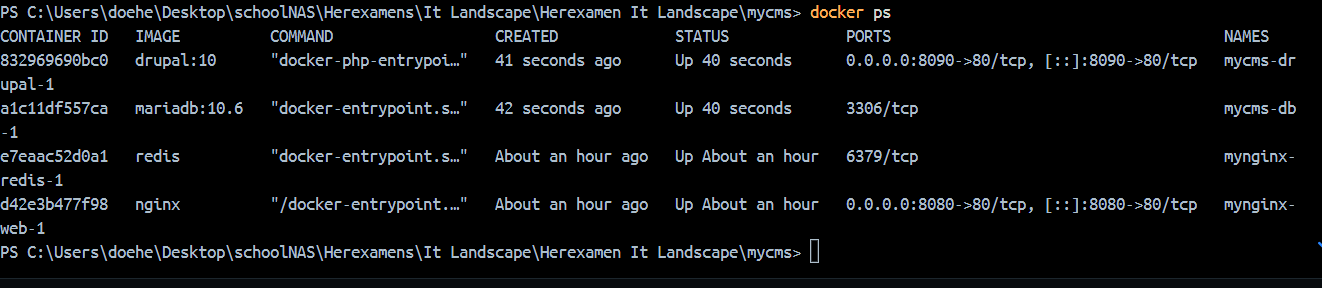 PS C:\Users\doehe\Desktop\schoolNAS\Herexamens\It Landscape\Herexamen It Landscape\mycms> docker ps
CONTAINER ID   IMAGE          COMMAND                  CREATED             STATUS             PORTS                                     NAMES
832969690bc0   drupal:10      "docker-php-entrypoi…"   41 seconds ago      Up 40 seconds      0.0.0.0:8090->80/tcp, [::]:8090->80/tcp   mycms-dr
upal-1
a1c11df557ca   mariadb:10.6   "docker-entrypoint.s…"   42 seconds ago      Up 40 seconds      3306/tcp                                  mycms-db
-1
e7eaac52d0a1   redis          "docker-entrypoint.s…"   About an hour ago   Up About an hour   6379/tcp                                  mynginx-
redis-1
d42e3b477f98   nginx          "/docker-entrypoint.…"   About an hour ago   Up About an hour   0.0.0.0:8080->80/tcp, [::]:8080->80/tcp   mynginx-
web-1
PS C:\Users\doehe\Desktop\schoolNAS\Herexamens\It Landscape\Herexamen It Landscape\mycms>